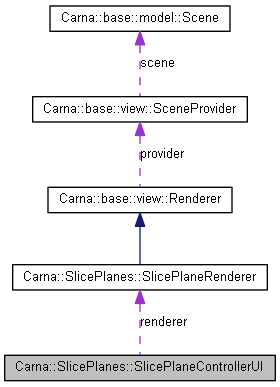 Carna::base::model::Scene
scene
Carna::base::view::SceneProvider
provider
Carna::base::view::Renderer
Carna::SlicePlanes::SlicePlaneRenderer
renderer
Carna::SlicePlanes::SlicePlaneControllerUI